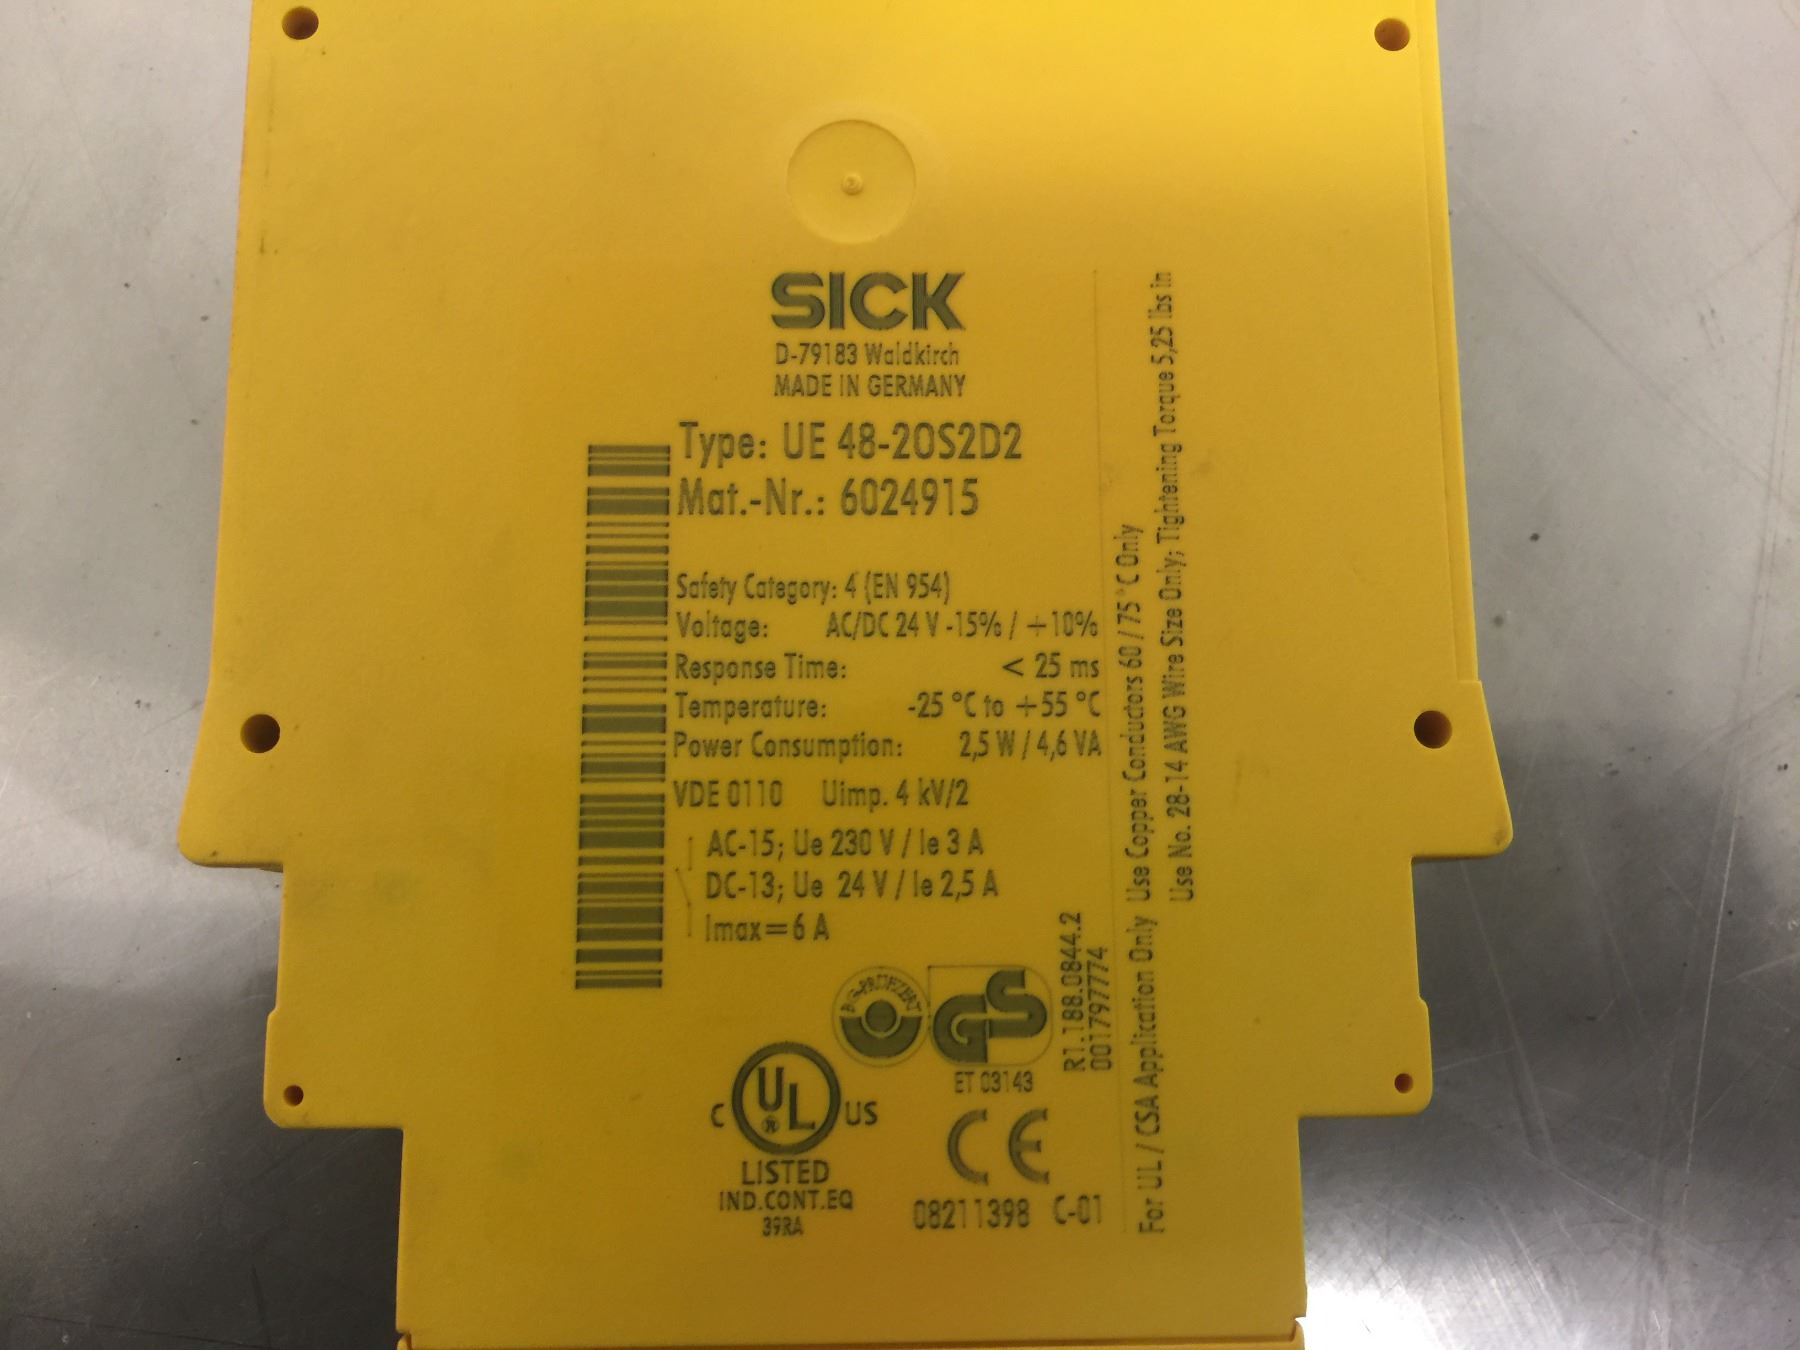 SICK
D-79183 Waldkirch
MADE IN GERMANY
Type: UE 48-2OS2D2
Mat.-Nr.: 6024915
Safety Category: 4 (EN 954)
Voltage: AC/DC 24 V -15% / +10%
Response Time: < 25 ms
Temperature: -25 °C to +55 °C
Power Consumption: 2,5 W / 4,6 VA
VDE 0110 Uimp. 4 kV/2
AC-15; Ue 230 V / Ie 3 A
DC-13; Ue 24 V / Ie 2,5 A
Imax=6 A
BG-PRÜFZERT
GS
ET 03143
C UL ® US
LISTED
IND.CONT.EQ
39RA
CE
08211398 C-01
R1.188.0844.2
001797774
For UL / CSA Application Only Use Copper Conductors 60 / 75°C Only
Use No. 28-14 AWG Wire Size Only; Tightening Torque 5,25 lbs in